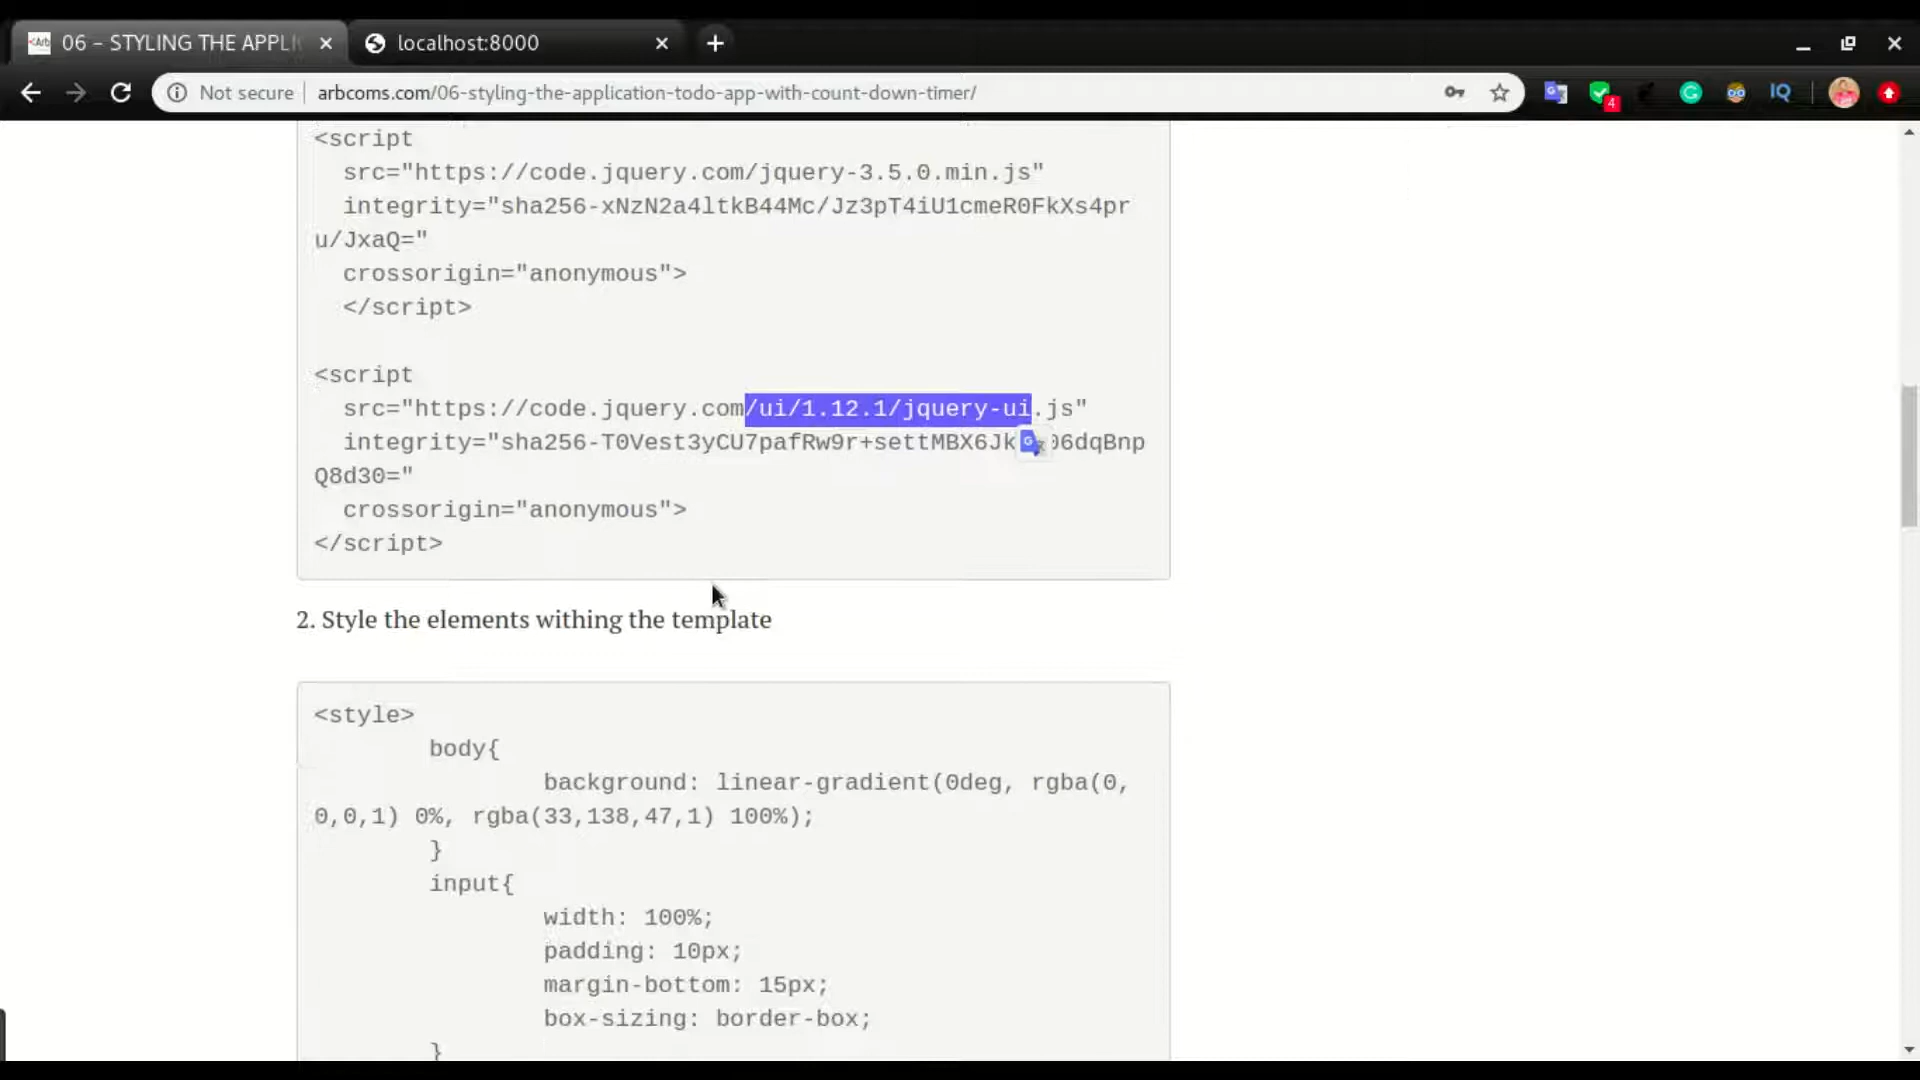 06 – STYLING THE APPLI
localhost:8000
Not secure
arbcoms.com/06-styling-the-application-todo-app-with-count-down-timer/
4
IQ
<script
src="https://code.jquery.com/jquery-3.5.0.min.js"
integrity="sha256-xNzN2a4ltkB44Mc/Jz3pT4iU1cmeR0FkXs4pr
u/JxaQ="
crossorigin="anonymous">
</script>
<script
src="https://code.jquery.com/ui/1.12.1/jquery-ui.js"
integrity="sha256-T0Vest3yCU7pafRw9r+settMBX6Jk 06dqBnp
Q8d30="
crossorigin="anonymous">
</script>
2. Style the elements withing the template
<style>
body{
background: linear-gradient(0deg, rgba(0,
0,0,1) 0%, rgba(33,138,47,1) 100%);
}
input{
width: 100%;
padding: 10px;
margin-bottom: 15px;
box-sizing: border-box;
}